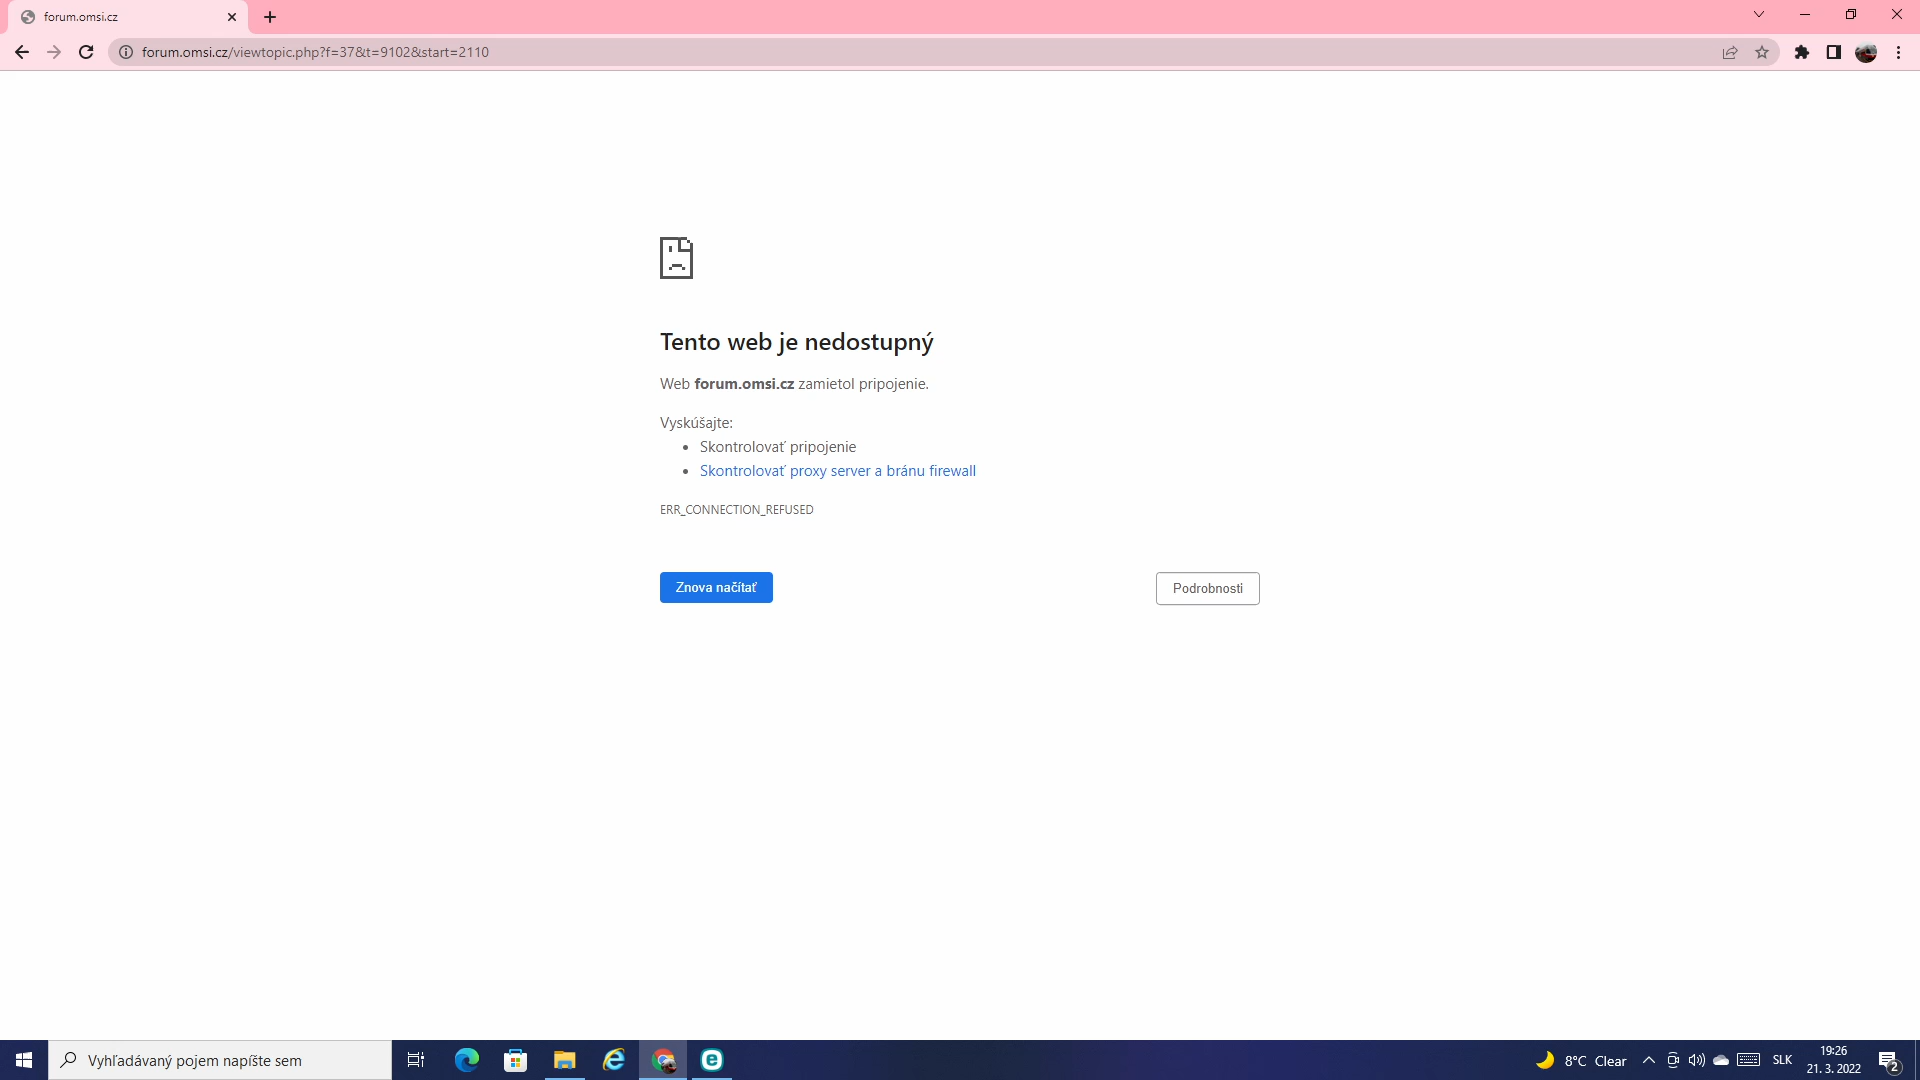 forum.omsi.cz
forum.omsi.cz/viewtopic.php?f=37&t=9102&start=2110
Tento web je nedostupný
Web forum.omsi.cz zamietol pripojenie.
Vyskúšajte:
• Skontrolovať pripojenie
• Skontrolovať proxy server a bránu firewall
ERR_CONNECTION_REFUSED
Znova načítať
Podrobnosti
Vyhľadávaný pojem napíšte sem
8°C Clear
SLK
19:26
21. 3. 2022
2